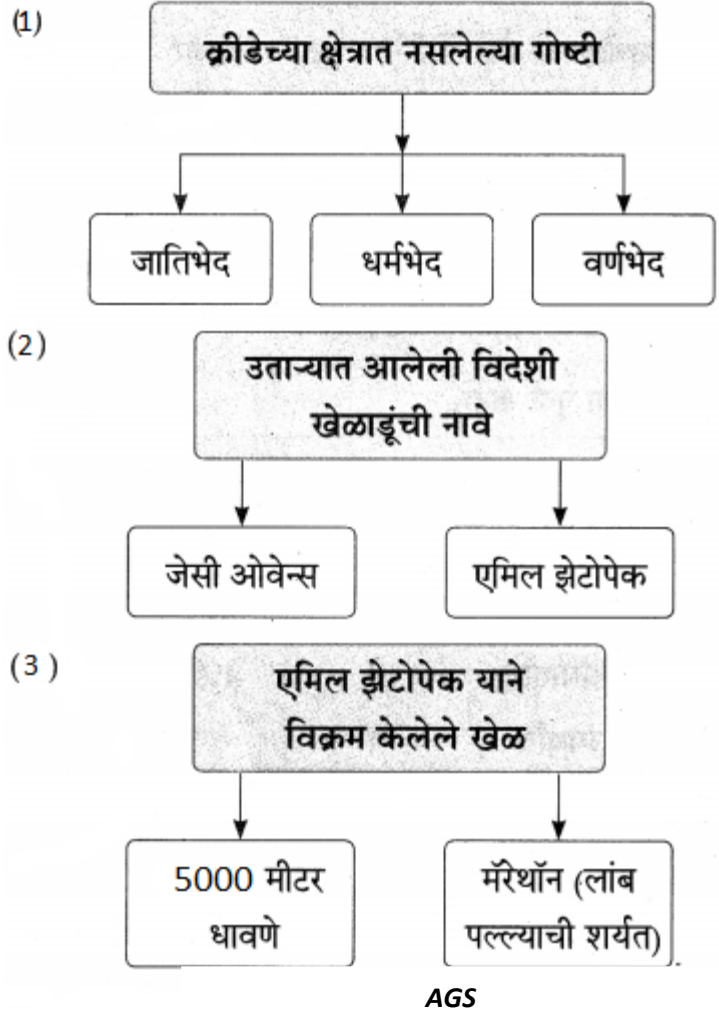 (1)
क्रीडेच्या क्षेत्रात नसलेल्या गोष्टी
जातिभेद धर्मभेद वर्णभेद
(2)
उताऱ्यात आलेली विदेशी
खेळाडूंची नावे
जेसी ओवेन्स एमिल झेटोपेक
(3)
एमिल झेटोपेक याने
विक्रम केलेले खेळ
5000 मीटर
धावणे
मॅरेथॉन (लांब
पल्ल्याची शर्यत)
AGS